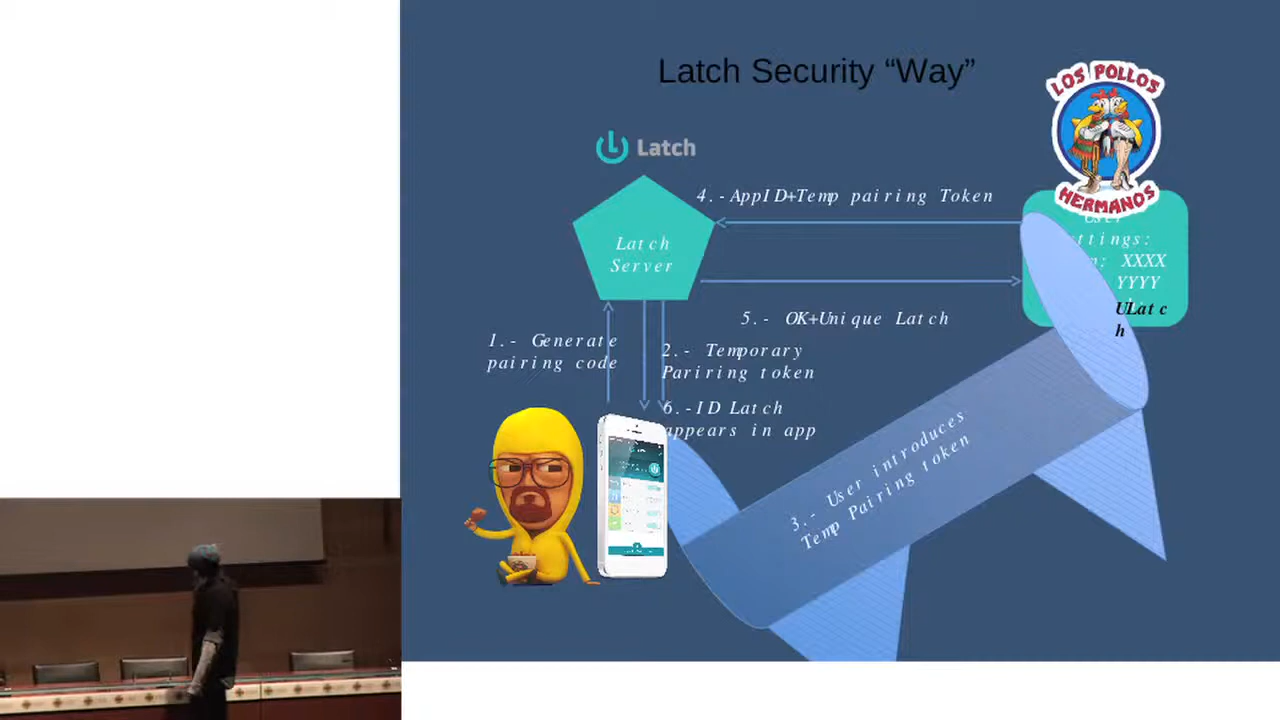 Latch Security “Way”
LOS POLLOS
HERMANOS
Latch
4.-AppID+Temp pairing Token
Latch
Server
ttings:
: XXXX
YYYY
ULatc
h
5.- OK+Unique Latch
1.- Generate
pairing code
2.- Temporary
Pariring token
6.-ID Latch
appears in app
3.- User introduces
Temp Pairing token